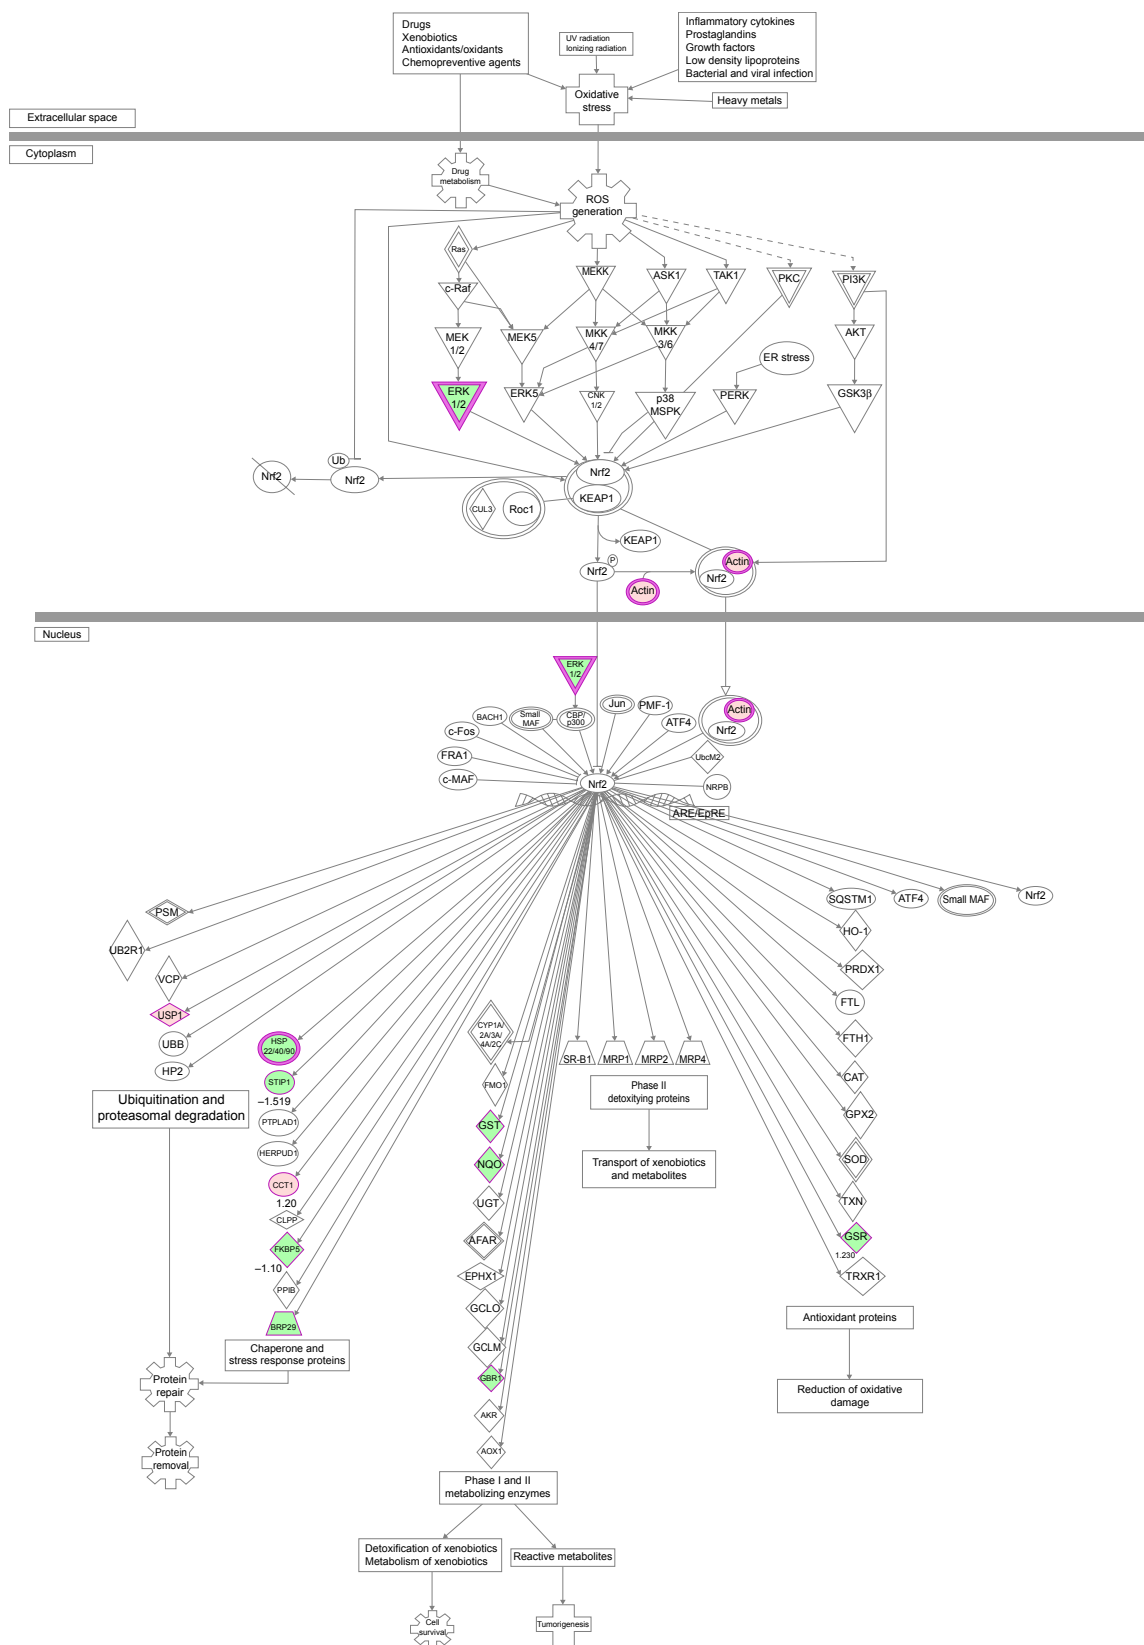 Drugs
Xenobiotics
Antioxidants/oxidants
Chemopreventive agents
UV radiation
Ionizing radiation
Inflammatory cytokines
Prostaglandins
Growth factors
Low density lipoproteins
Bacterial and viral infection
Oxidative
stress
Heavy metals
Extracellular space
Cytoplasm
Drug
metabolism
ROS
generation
Ras
MEKK
ASK1
TAK1
PKC
PI3K
c-Raf
MEK
1/2
MEK5
MKK
4/7
MKK
3/6
AKT
ER stress
ERK
1/2
ERK5
CNK
1/2
p38
MSPK
PERK
GSK3β
Nrf2
Ub
Nrf2
Nrf2
KEAP1
CUL3
Roc1
KEAP1
P
Nrf2
Actin
Actin
Nrf2
Nucleus
ERK
1/2
BACH1
Small
MAF
CBP/
p300
Jun
PMF-1
Actin
Nrf2
c-Fos
ATF4
FRA1
UbcM2
c-MAF
Nrf2
NRPB
ARE/EpRE
PSM
SQSTM1
ATF4
Small MAF
Nrf2
UB2R1
HO-1
VCP
PRDX1
USP1
FTL
UBB
HSP
22/40/90
CYP1A/
2A/3A/
4A/2C
SR-B1
MRP1
MRP2
MRP4
FTH1
HP2
STIP1
–1.519
FMO1
Phase II
detoxitying proteins
CAT
Ubiquitination and
proteasomal degradation
PTPLAD1
GST
GPX2
HERPUD1
NQO
Transport of xenobiotics
and metabolites
SOD
CCT1
1.20
UGT
TXN
CLPP
AFAR
GSR
1.230
FKBP5
–1.10
EPHX1
TRXR1
PPIB
GCLO
BRP29
Antioxidant proteins
Chaperone and
stress response proteins
GCLM
GBR1
Protein
repair
Reduction of oxidative
damage
AKR
AOX1
Protein
removal
Phase I and II
metabolizing enzymes
Detoxification of xenobiotics
Metabolism of xenobiotics
Reactive metabolites
Cell
survival
Tumorigenesis